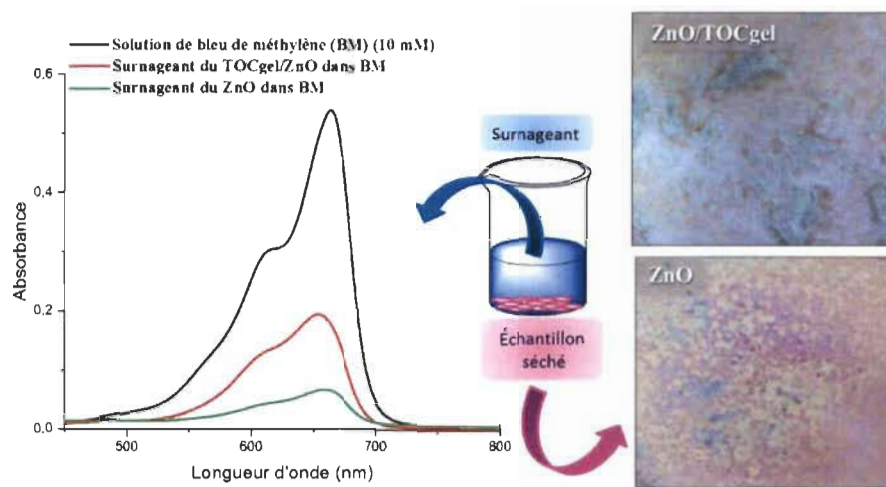 Solution de bleu de méthylène (BM) (10 mM)
Surnageant du TOCgel/ZnO dans BM
Surnageant du ZnO dans BM
0,6
0,4
0,2
0,0
Absorbance
500
600
700
800
Longueur d'onde (nm)
Surnageant
Échantillon
séché
ZnO/TOCgel
ZnO